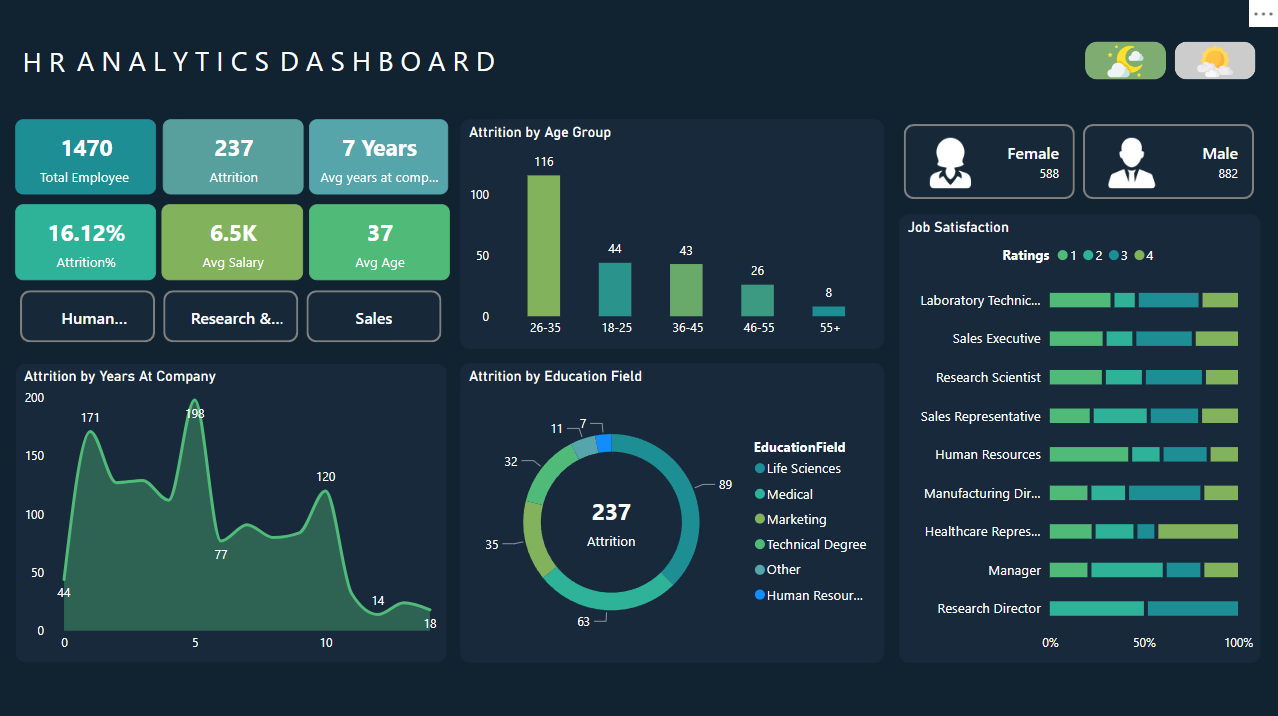 HR ANALYTICS DASHBOARD
1470
Total Employee
237
Attrition
7 Years
Avg years at comp...
16.12%
Attrition%
6.5K
Avg Salary
37
Avg Age
Human...
Research &...
Sales
Attrition by Age Group
116
44
43
26
8
100
50
0
26-35
18-25
36-45
46-55
55+
Female
588
Male
882
Job Satisfaction
Ratings 1 2 3 4
Laboratory Technic...
Sales Executive
Research Scientist
Sales Representative
Human Resources
Manufacturing Dir...
Healthcare Repres...
Manager
Research Director
0% 50% 100%
Attrition by Years At Company
200
150
100
50
0
171
198
120
77
44
14
18
0 5 10
Attrition by Education Field
7
11
32
35
63
89
237
Attrition
EducationField
Life Sciences
Medical
Marketing
Technical Degree
Other
Human Resour...